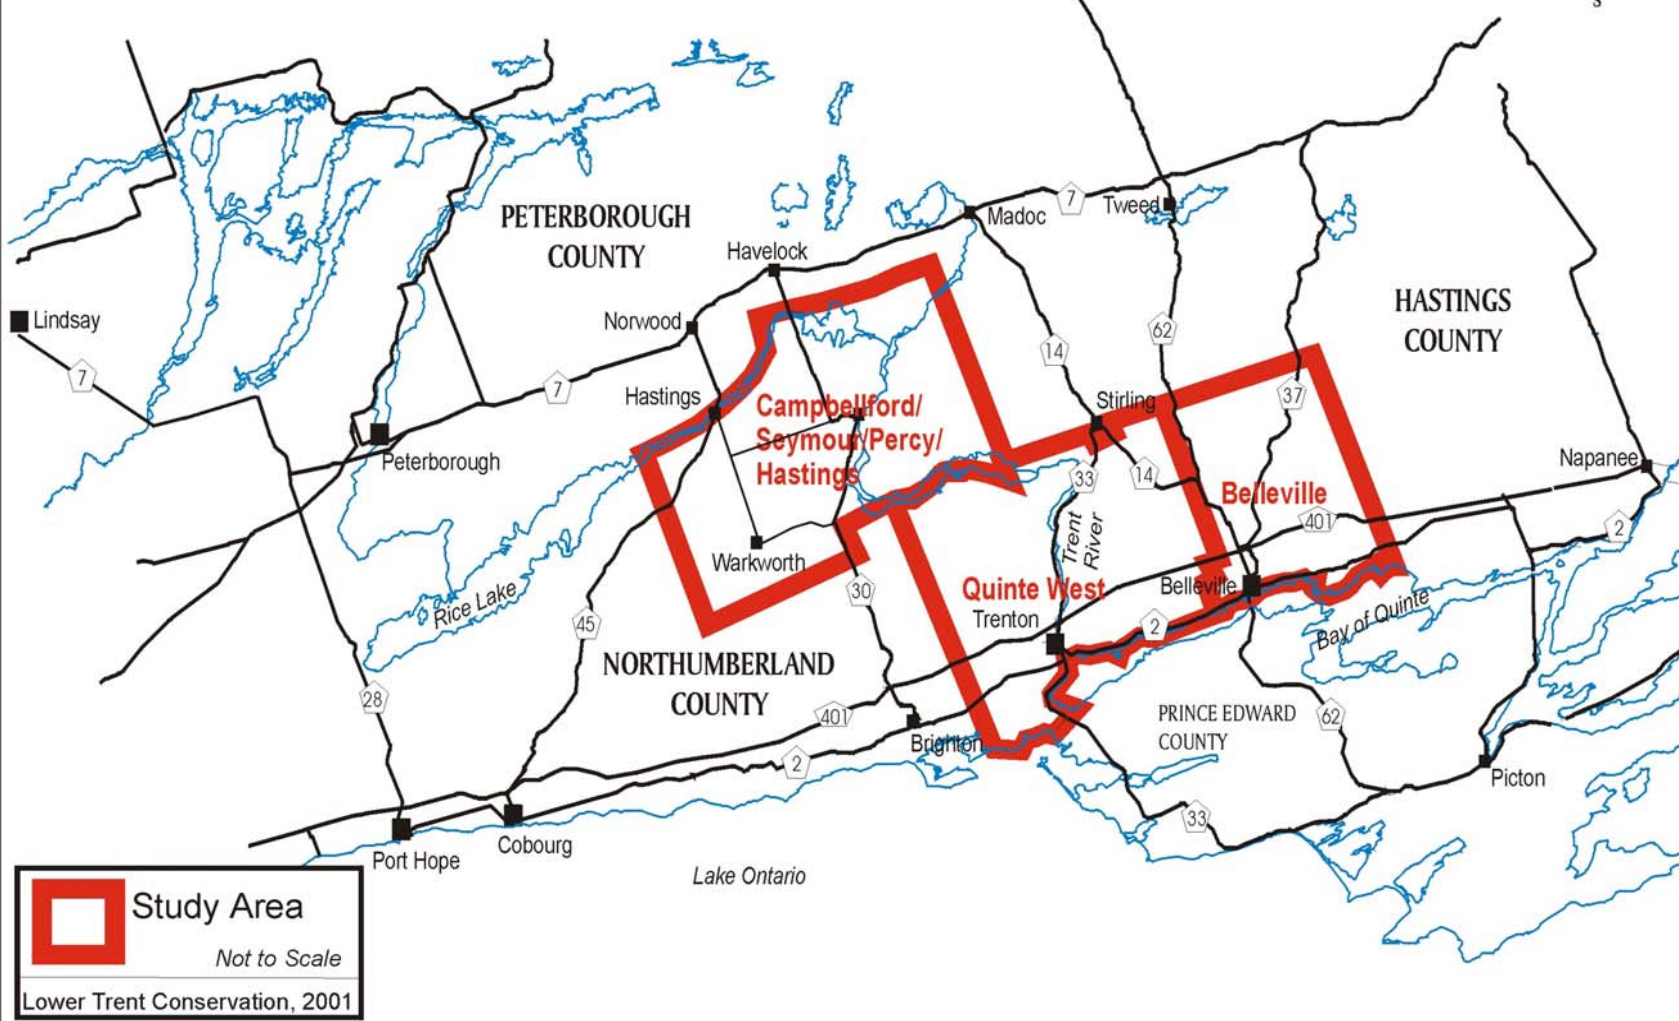 s
PETERBOROUGH
COUNTY
Havelock
Madoc
7
Tweed
HASTINGS
COUNTY
Lindsay
7
Norwood
7
Hastings
62
14
37
Stirling
Campbellford/
Seymour/Percy/
Hastings
Peterborough
33
14
Belleville
401
Napanee
2
Trent
River
Warkworth
30
Quinte West
Trenton
Belleville
2
Bay of Quinte
Rice Lake
45
NORTHUMBERLAND
COUNTY
28
401
2
Brighton
PRINCE EDWARD
COUNTY
62
Picton
33
Port Hope
Cobourg
Lake Ontario
Study Area
Not to Scale
Lower Trent Conservation, 2001